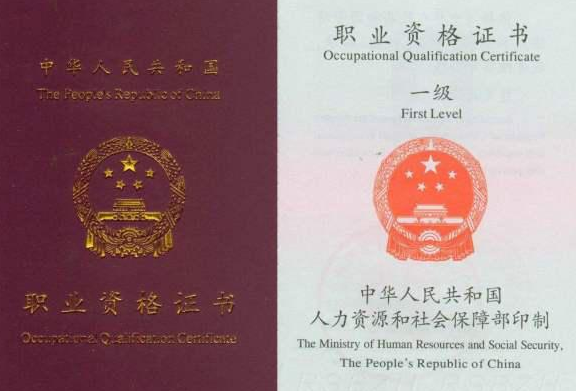 中华人民共和国
The People's Republic of China
职业资格证书
Occupational Qualification Certificate
职业资格证书
Occupational Qualification Certificate
一级
First Level
中华人民共和国
人力资源和社会保障部印制
The Ministry of Human Resources and Social Security,
The People's Republic of China